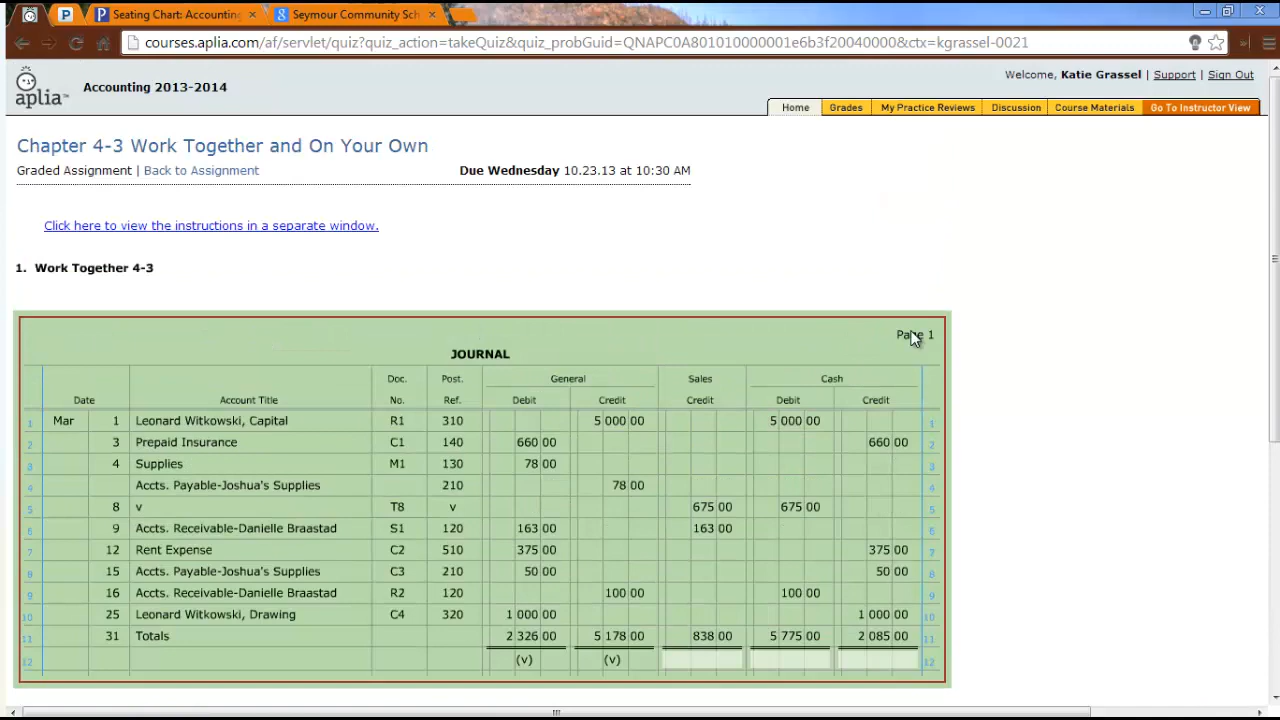 Seating Chart: Accounting
Seymour Community Sch
courses.aplia.com/af/servlet/quiz?quiz_action=takeQuiz&quiz_probGuid=QNAPC0A801010000001e6b3f20040000&ctx=kgrassel-0021
aplia™ Accounting 2013-2014
Welcome, Katie Grassel | Support | Sign Out
Home Grades My Practice Reviews Discussion Course Materials Go To Instructor View
Chapter 4-3 Work Together and On Your Own
Graded Assignment | Back to Assignment Due Wednesday 10.23.13 at 10:30 AM
Click here to view the instructions in a separate window.
1. Work Together 4-3
Page 1
JOURNAL
Doc. Post. General Sales Cash
Date Account Title No. Ref. Debit Credit Credit Debit Credit
1 Mar 1 Leonard Witkowski, Capital R1 310 5 000 00 5 000 00 1
2 3 Prepaid Insurance C1 140 660 00 660 00 2
3 4 Supplies M1 130 78 00 3
4 Accts. Payable-Joshua's Supplies 210 78 00 4
5 8 v T8 v 675 00 675 00 5
6 9 Accts. Receivable-Danielle Braastad S1 120 163 00 163 00 6
7 12 Rent Expense C2 510 375 00 375 00 7
8 15 Accts. Payable-Joshua's Supplies C3 210 50 00 50 00 8
9 16 Accts. Receivable-Danielle Braastad R2 120 100 00 100 00 9
10 25 Leonard Witkowski, Drawing C4 320 1 000 00 1 000 00 10
11 31 Totals 2 326 00 5 178 00 838 00 5 775 00 2 085 00 11
12 (v) (v) 12